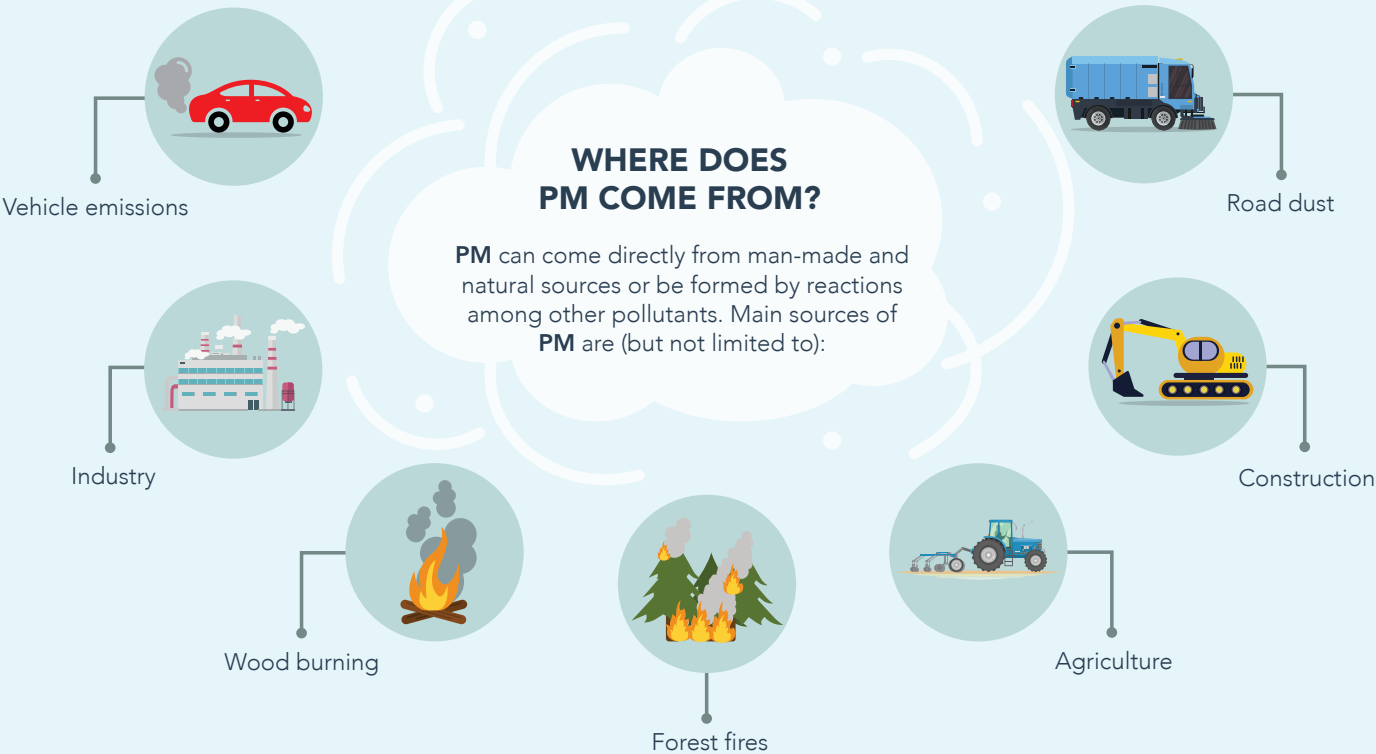 WHERE DOES
PM COME FROM?
PM can come directly from man-made and
natural sources or be formed by reactions
among other pollutants. Main sources of
PM are (but not limited to):
Vehicle emissions
Industry
Wood burning
Forest fires
Agriculture
Construction
Road dust